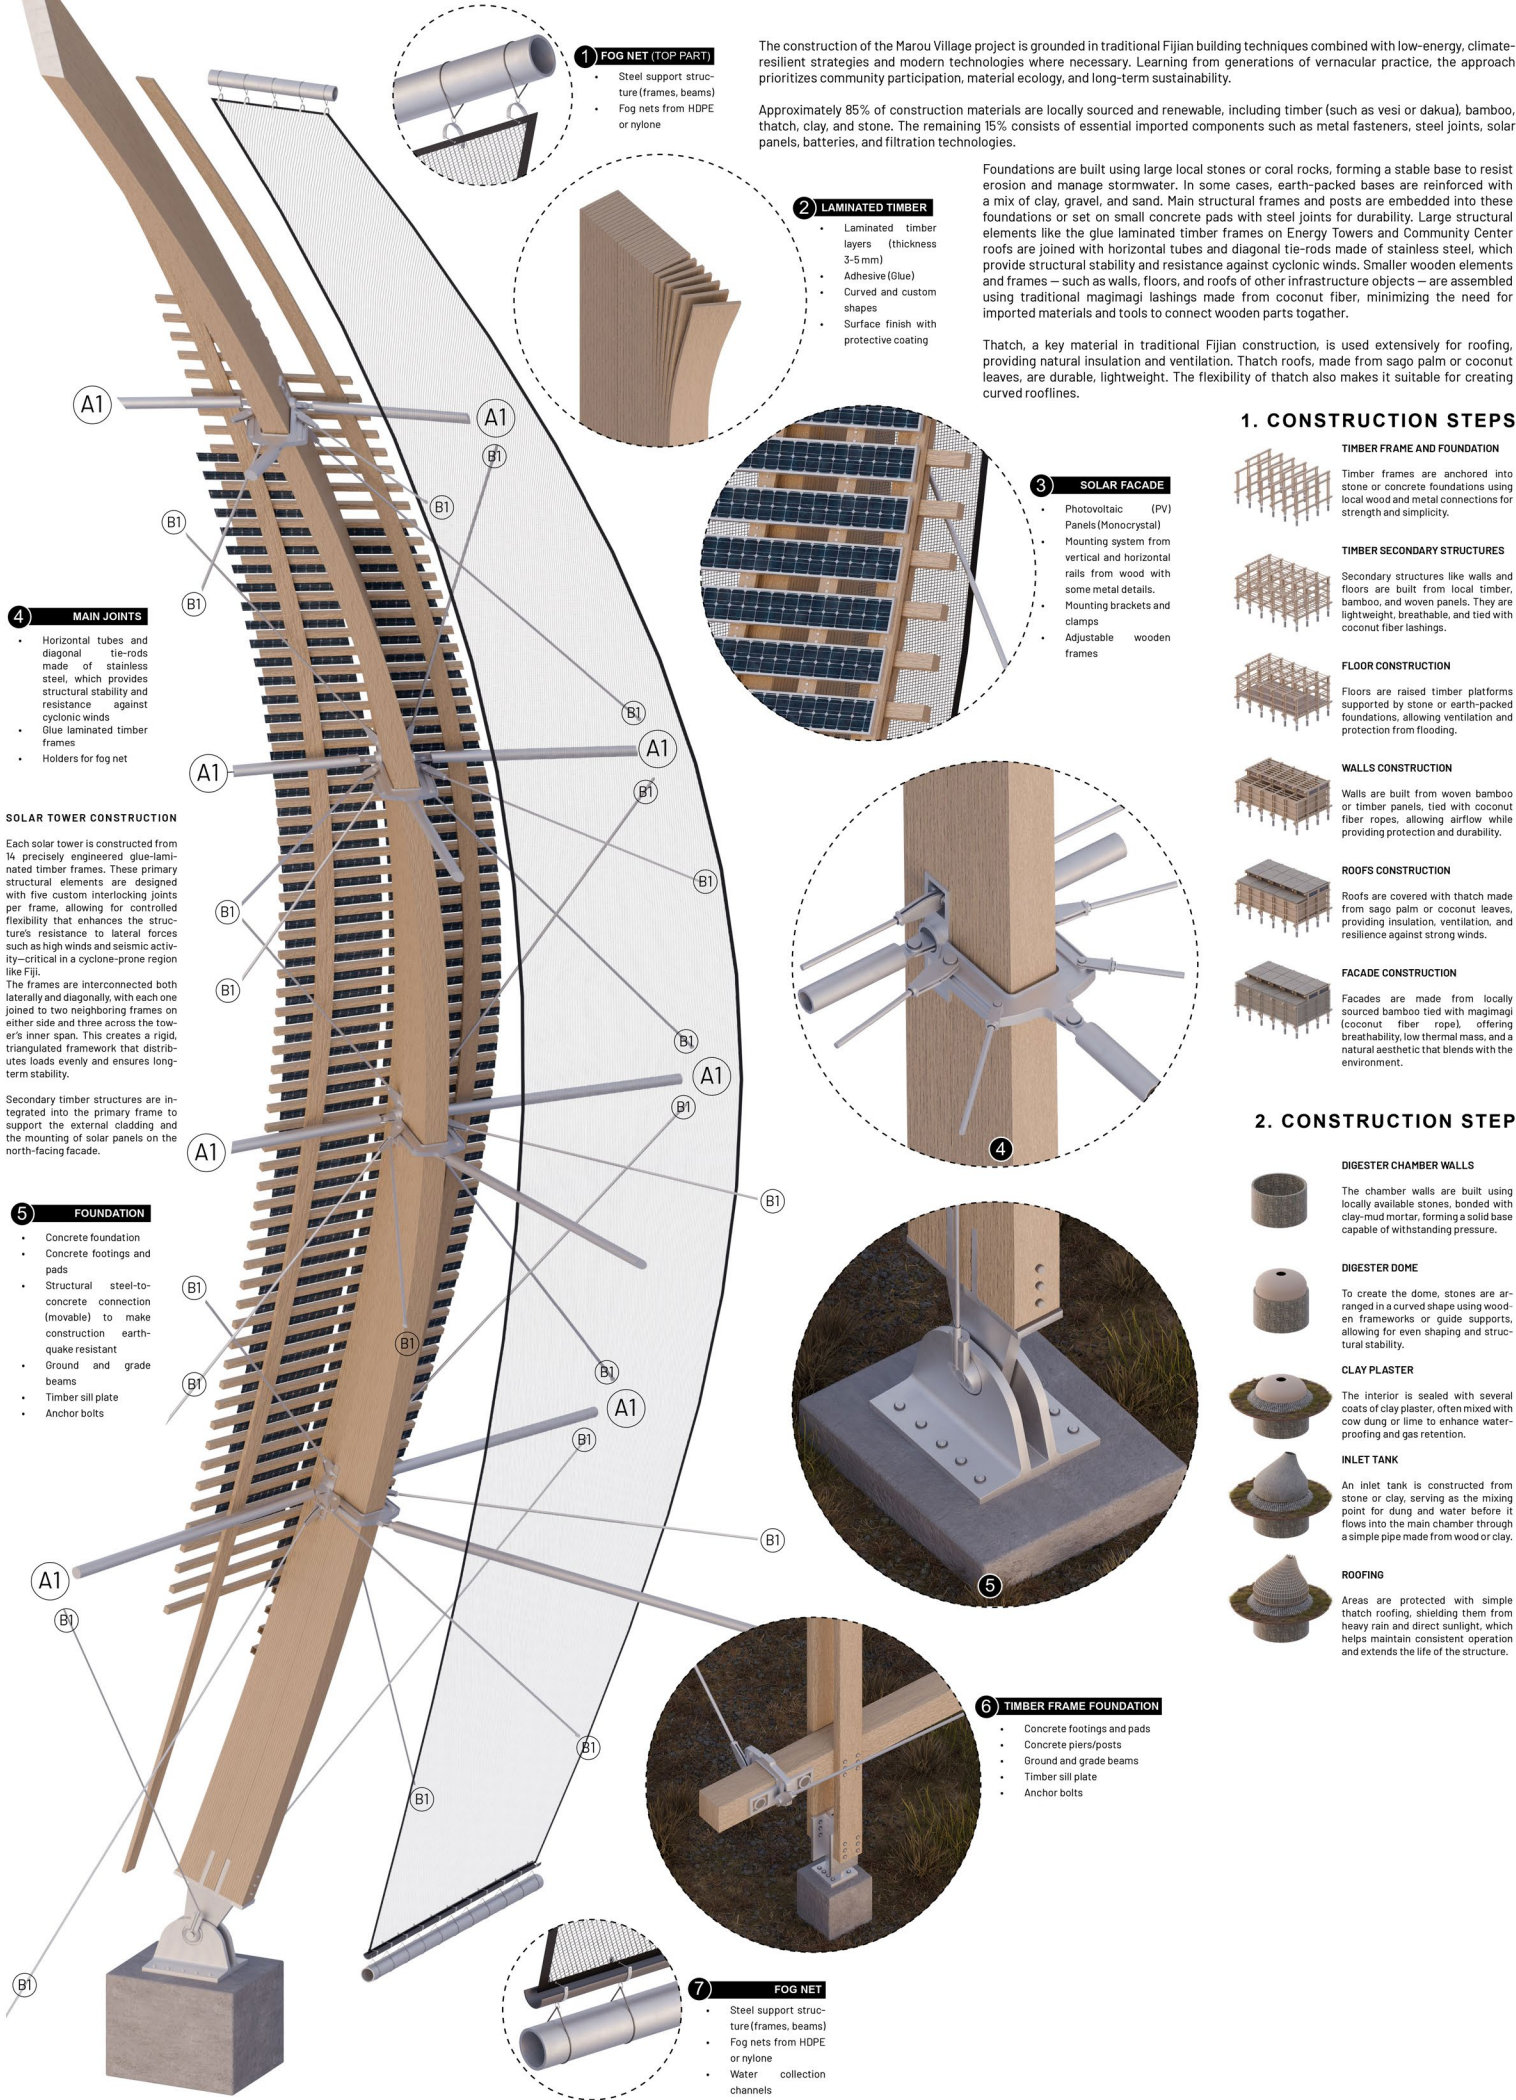 1 FOG NET (TOP PART)
• Steel support struc-
ture (frames, beams)
• Fog nets from HDPE
or nylone
The construction of the Marou Village project is grounded in traditional Fijian building techniques combined with low-energy, climate-
resilient strategies and modern technologies where necessary. Learning from generations of vernacular practice, the approach
prioritizes community participation, material ecology, and long-term sustainability.
Approximately 85% of construction materials are locally sourced and renewable, including timber (such as vesi or dakua), bamboo,
thatch, clay, and stone. The remaining 15% consists of essential imported components such as metal fasteners, steel joints, solar
panels, batteries, and filtration technologies.
Foundations are built using large local stones or coral rocks, forming a stable base to resist
erosion and manage stormwater. In some cases, earth-packed bases are reinforced with
a mix of clay, gravel, and sand. Main structural frames and posts are embedded into these
foundations or set on small concrete pads with steel joints for durability. Large structural
elements like the glue laminated timber frames on Energy Towers and Community Center
roofs are joined with horizontal tubes and diagonal tie-rods made of stainless steel, which
provide structural stability and resistance against cyclonic winds. Smaller wooden elements
and frames — such as walls, floors, and roofs of other infrastructure objects — are assembled
using traditional magimagi lashings made from coconut fiber, minimizing the need for
imported materials and tools to connect wooden parts togather.
Thatch, a key material in traditional Fijian construction, is used extensively for roofing,
providing natural insulation and ventilation. Thatch roofs, made from sago palm or coconut
leaves, are durable, lightweight. The flexibility of thatch also makes it suitable for creating
curved rooflines.
2 LAMINATED TIMBER
• Laminated timber
layers (thickness
3-5 mm)
• Adhesive (Glue)
• Curved and custom
shapes
• Surface finish with
protective coating
3 SOLAR FACADE
• Photovoltaic (PV)
Panels (Monocrystal)
• Mounting system from
vertical and horizontal
rails from wood with
some metal details.
• Mounting brackets and
clamps
• Adjustable wooden
frames
4 MAIN JOINTS
• Horizontal tubes and
diagonal tie-rods
made of stainless
steel, which provides
structural stability and
resistance against
cyclonic winds
• Glue laminated timber
frames
• Holders for fog net
SOLAR TOWER CONSTRUCTION
Each solar tower is constructed from
14 precisely engineered glue-lami-
nated timber frames. These primary
structural elements are designed
with five custom interlocking joints
per frame, allowing for controlled
flexibility that enhances the struc-
ture's resistance to lateral forces
such as high winds and seismic activ-
ity—critical in a cyclone-prone region
like Fiji.
The frames are interconnected both
laterally and diagonally, with each one
joined to two neighboring frames on
either side and three across the tow-
er's inner span. This creates a rigid,
triangulated framework that distrib-
utes loads evenly and ensures long-
term stability.
Secondary timber structures are in-
tegrated into the primary frame to
support the external cladding and
the mounting of solar panels on the
north-facing facade.
5 FOUNDATION
• Concrete foundation
• Concrete footings and
pads
• Structural steel-to-
concrete connection
(movable) to make
construction earth-
quake resistant
• Ground and grade
beams
• Timber sill plate
• Anchor bolts
A1
A1
B1
B1
B1
B1
B1
A1
A1
B1
B1
B1
B1
B1
A1
B1
A1
B1
B1
B1
B1
B1
B1
A1
B1
B1
A1
B1
B1
B1
B1
4
5
1. CONSTRUCTION STEPS
TIMBER FRAME AND FOUNDATION
Timber frames are anchored into
stone or concrete foundations using
local wood and metal connections for
strength and simplicity.
TIMBER SECONDARY STRUCTURES
Secondary structures like walls and
floors are built from local timber,
bamboo, and woven panels. They are
lightweight, breathable, and tied with
coconut fiber lashings.
FLOOR CONSTRUCTION
Floors are raised timber platforms
supported by stone or earth-packed
foundations, allowing ventilation and
protection from flooding.
WALLS CONSTRUCTION
Walls are built from woven bamboo
or timber panels, tied with coconut
fiber ropes, allowing airflow while
providing protection and durability.
ROOFS CONSTRUCTION
Roofs are covered with thatch made
from sago palm or coconut leaves,
providing insulation, ventilation, and
resilience against strong winds.
FACADE CONSTRUCTION
Facades are made from locally
sourced bamboo tied with magimagi
(coconut fiber rope), offering
breathability, low thermal mass, and a
natural aesthetic that blends with the
environment.
2. CONSTRUCTION STEP
DIGESTER CHAMBER WALLS
The chamber walls are built using
locally available stones, bonded with
clay-mud mortar, forming a solid base
capable of withstanding pressure.
DIGESTER DOME
To create the dome, stones are ar-
ranged in a curved shape using wood-
en frameworks or guide supports,
allowing for even shaping and struc-
tural stability.
CLAY PLASTER
The interior is sealed with several
coats of clay plaster, often mixed with
cow dung or lime to enhance water-
proofing and gas retention.
INLET TANK
An inlet tank is constructed from
stone or clay, serving as the mixing
point for dung and water before it
flows into the main chamber through
a simple pipe made from wood or clay.
ROOFING
Areas are protected with simple
thatch roofing, shielding them from
heavy rain and direct sunlight, which
helps maintain consistent operation
and extends the life of the structure.
6 TIMBER FRAME FOUNDATION
• Concrete footings and pads
• Concrete piers/posts
• Ground and grade beams
• Timber sill plate
• Anchor bolts
7 FOG NET
• Steel support struc-
ture (frames, beams)
• Fog nets from HDPE
or nylone
• Water collection
channels